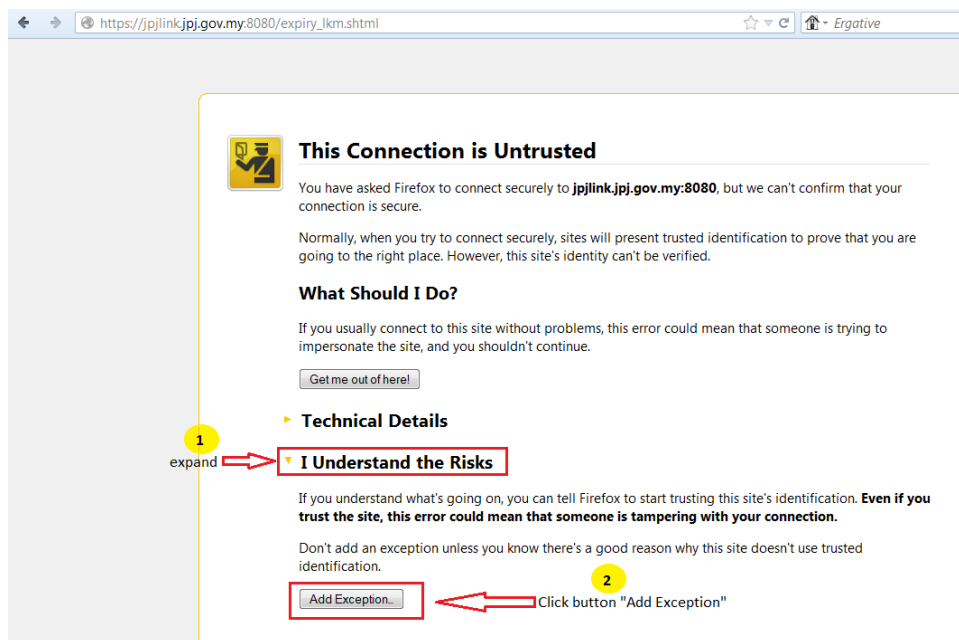 https://jpjlink.jpj.gov.my:8080/expiry_lkm.shtml
Ergative
This Connection is Untrusted
You have asked Firefox to connect securely to jpjlink.jpj.gov.my:8080, but we can't confirm that your
connection is secure.
Normally, when you try to connect securely, sites will present trusted identification to prove that you are
going to the right place. However, this site's identity can't be verified.
What Should I Do?
If you usually connect to this site without problems, this error could mean that someone is trying to
impersonate the site, and you shouldn't continue.
Get me out of here!
Technical Details
1
expand
I Understand the Risks
If you understand what's going on, you can tell Firefox to start trusting this site's identification. Even if you
trust the site, this error could mean that someone is tampering with your connection.
Don't add an exception unless you know there's a good reason why this site doesn't use trusted
identification.
2
Add Exception...
Click button "Add Exception"